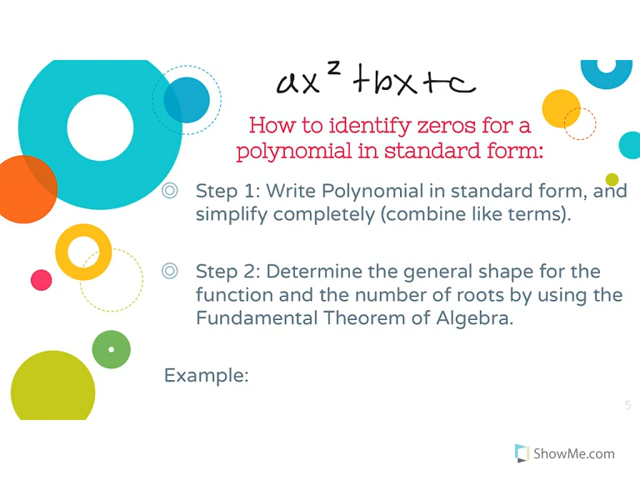 ax² +bx+c
How to identify zeros for a
polynomial in standard form:
Step 1: Write Polynomial in standard form, and
simplify completely (combine like terms).
Step 2: Determine the general shape for the
function and the number of roots by using the
Fundamental Theorem of Algebra.
Example:
5
ShowMe.com